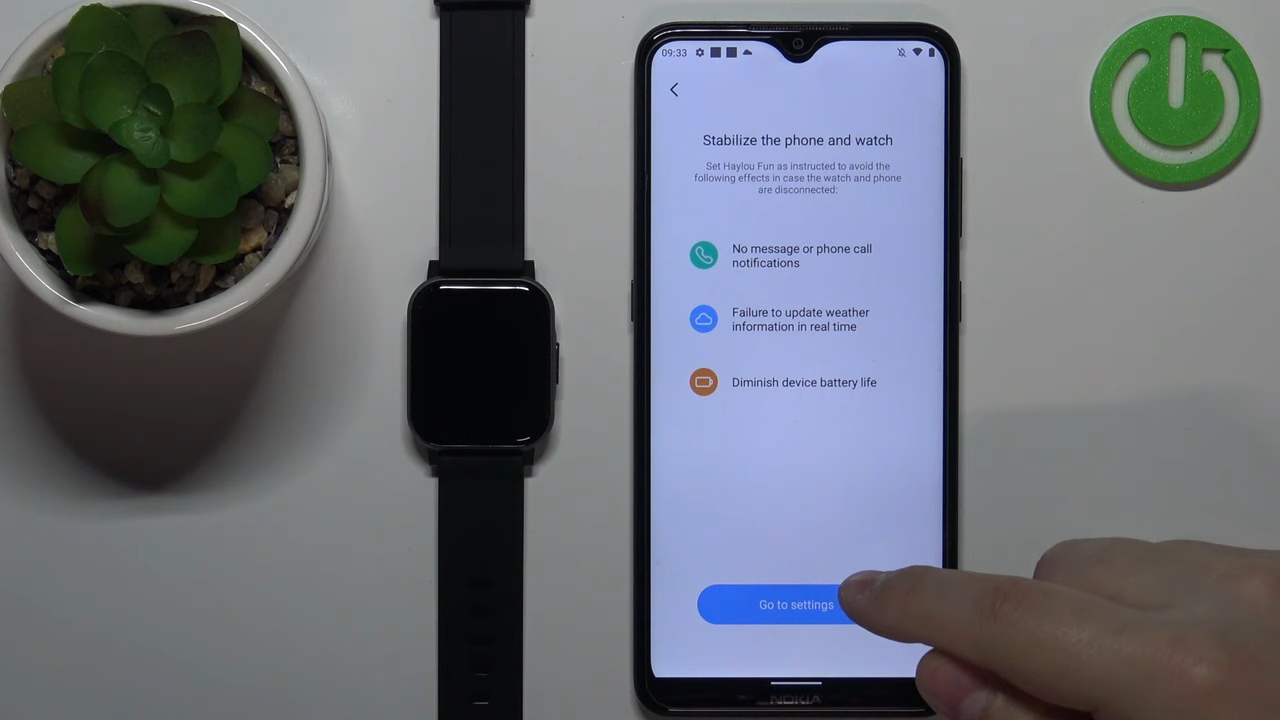 09:33
Stabilize the phone and watch
Set Haylou Fun as instructed to avoid the
following effects in case the watch and phone
are disconnected:
No message or phone call
notifications
Failure to update weather
information in real time
Diminish device battery life
Go to settings
NOKIA